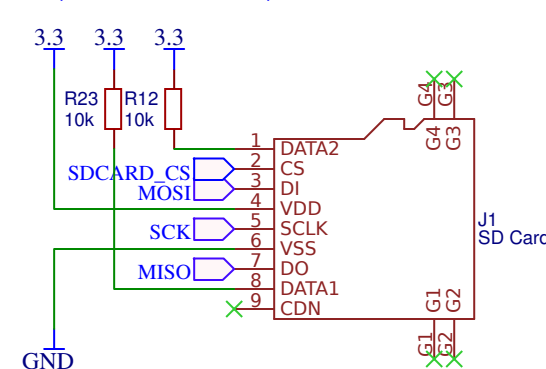 3.3 3.3 3.3
R23 10k
R12 10k
G4 G3
G4 G3
1 DATA2
SDCARD_CS 2 CS
MOSI 3 DI
4 VDD
SCK 5 SCLK
6 VSS
MISO 7 DO
8 DATA1
9 CDN
J1
SD Card
G1 G2
G1 G2
GND